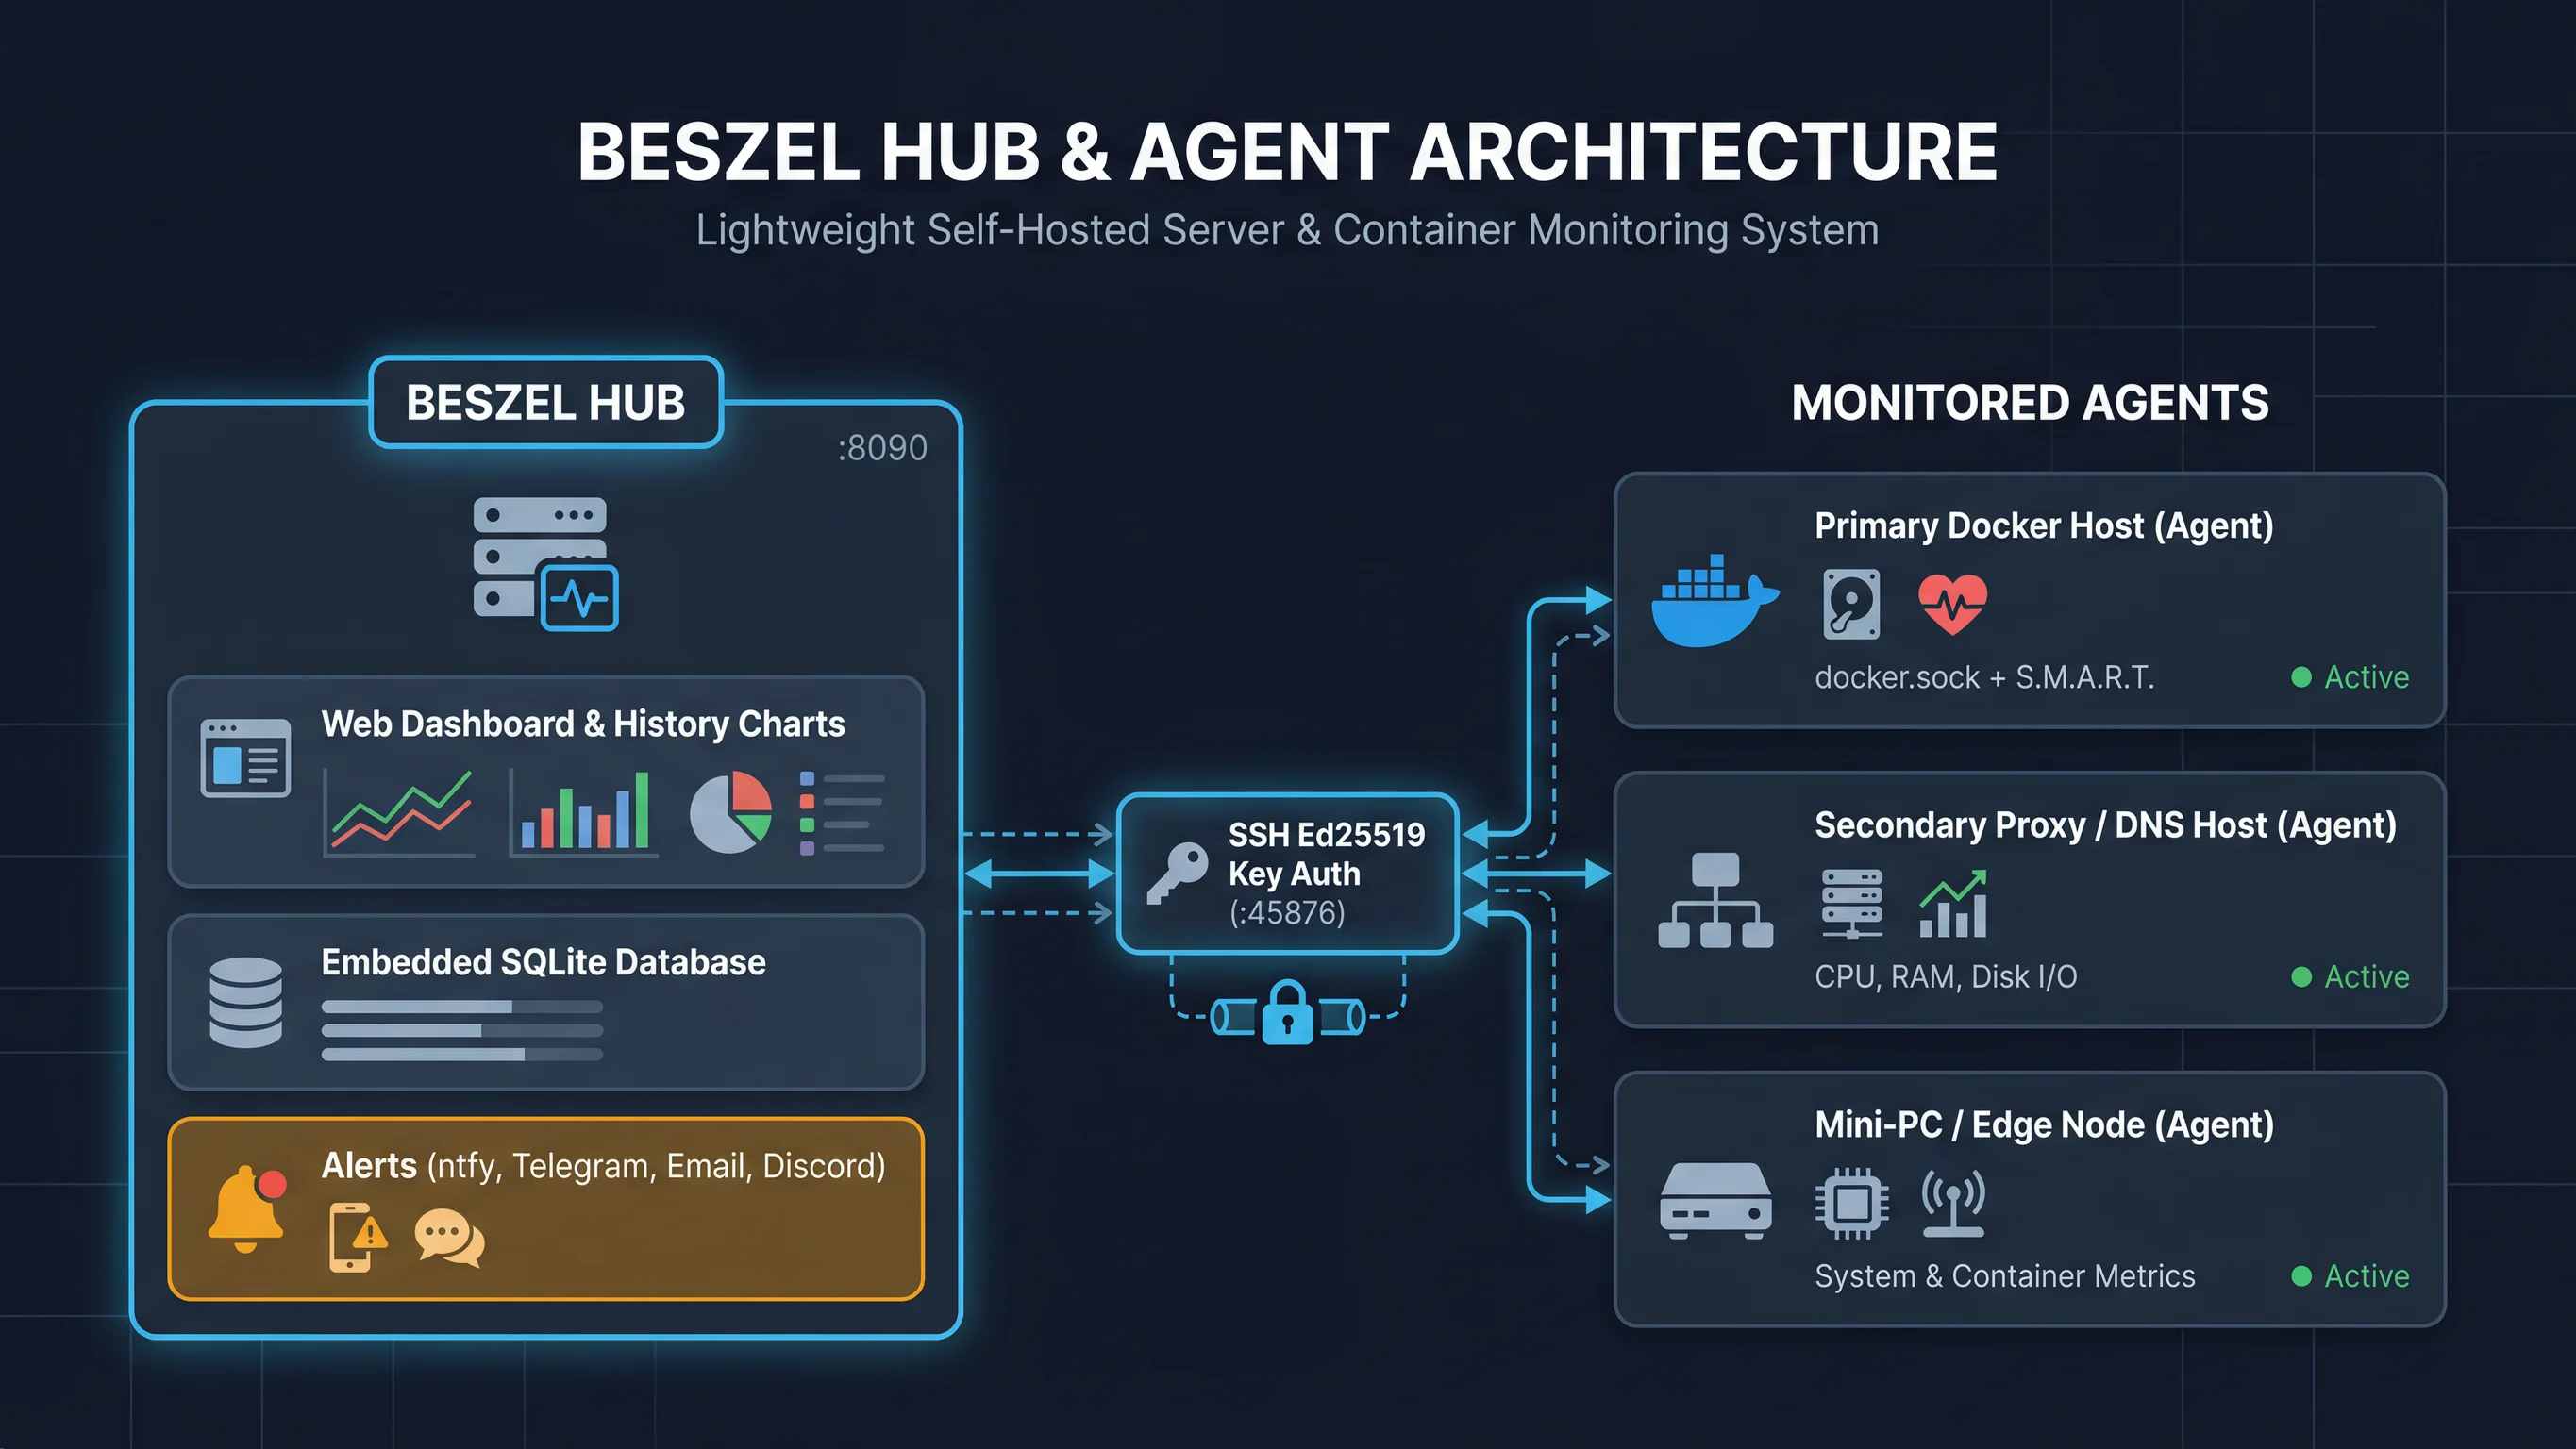 BESZEL HUB & AGENT ARCHITECTURE
Lightweight Self-Hosted Server & Container Monitoring System
BESZEL HUB
:8090
Web Dashboard & History Charts
Embedded SQLite Database
Alerts (ntfy, Telegram, Email, Discord)
SSH Ed25519
Key Auth
(:45876)
MONITORED AGENTS
Primary Docker Host (Agent)
docker.sock + S.M.A.R.T.
Active
Secondary Proxy / DNS Host (Agent)
CPU, RAM, Disk I/O
Active
Mini-PC / Edge Node (Agent)
System & Container Metrics
Active